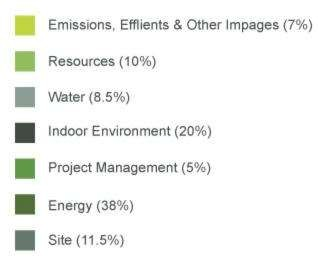 Emissions, Efflients & Other Impages (7%)
Resources (10%)
Water (8.5%)
Indoor Environment (20%)
Project Management (5%)
Energy (38%)
Site (11.5%)